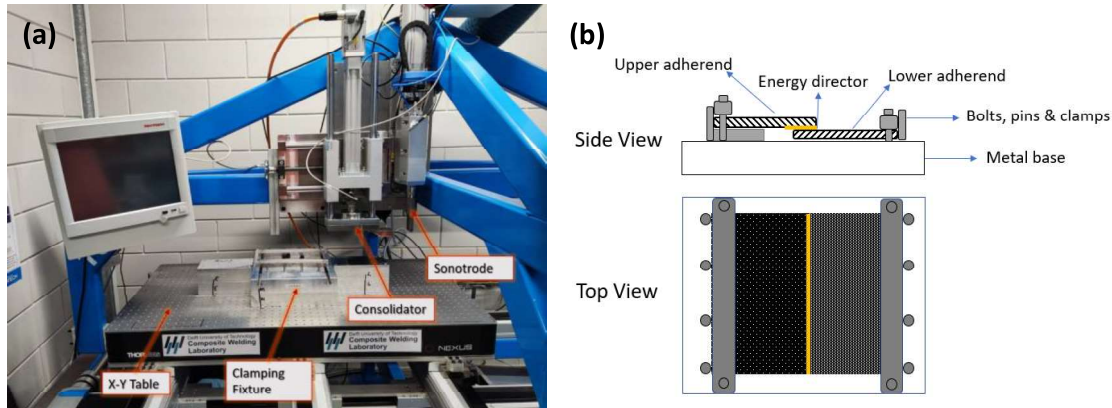 (a)
Sonotrode
Consolidator
Delft University of Technology
Composite Welding
Laboratory
Delft University of Technology
Composite Welding
Laboratory
NEXUS
Clamping
Fixture
X-Y Table
(b)
Upper adherend
Energy director
Lower adherend
Bolts, pins & clamps
Side View
Metal base
Top View